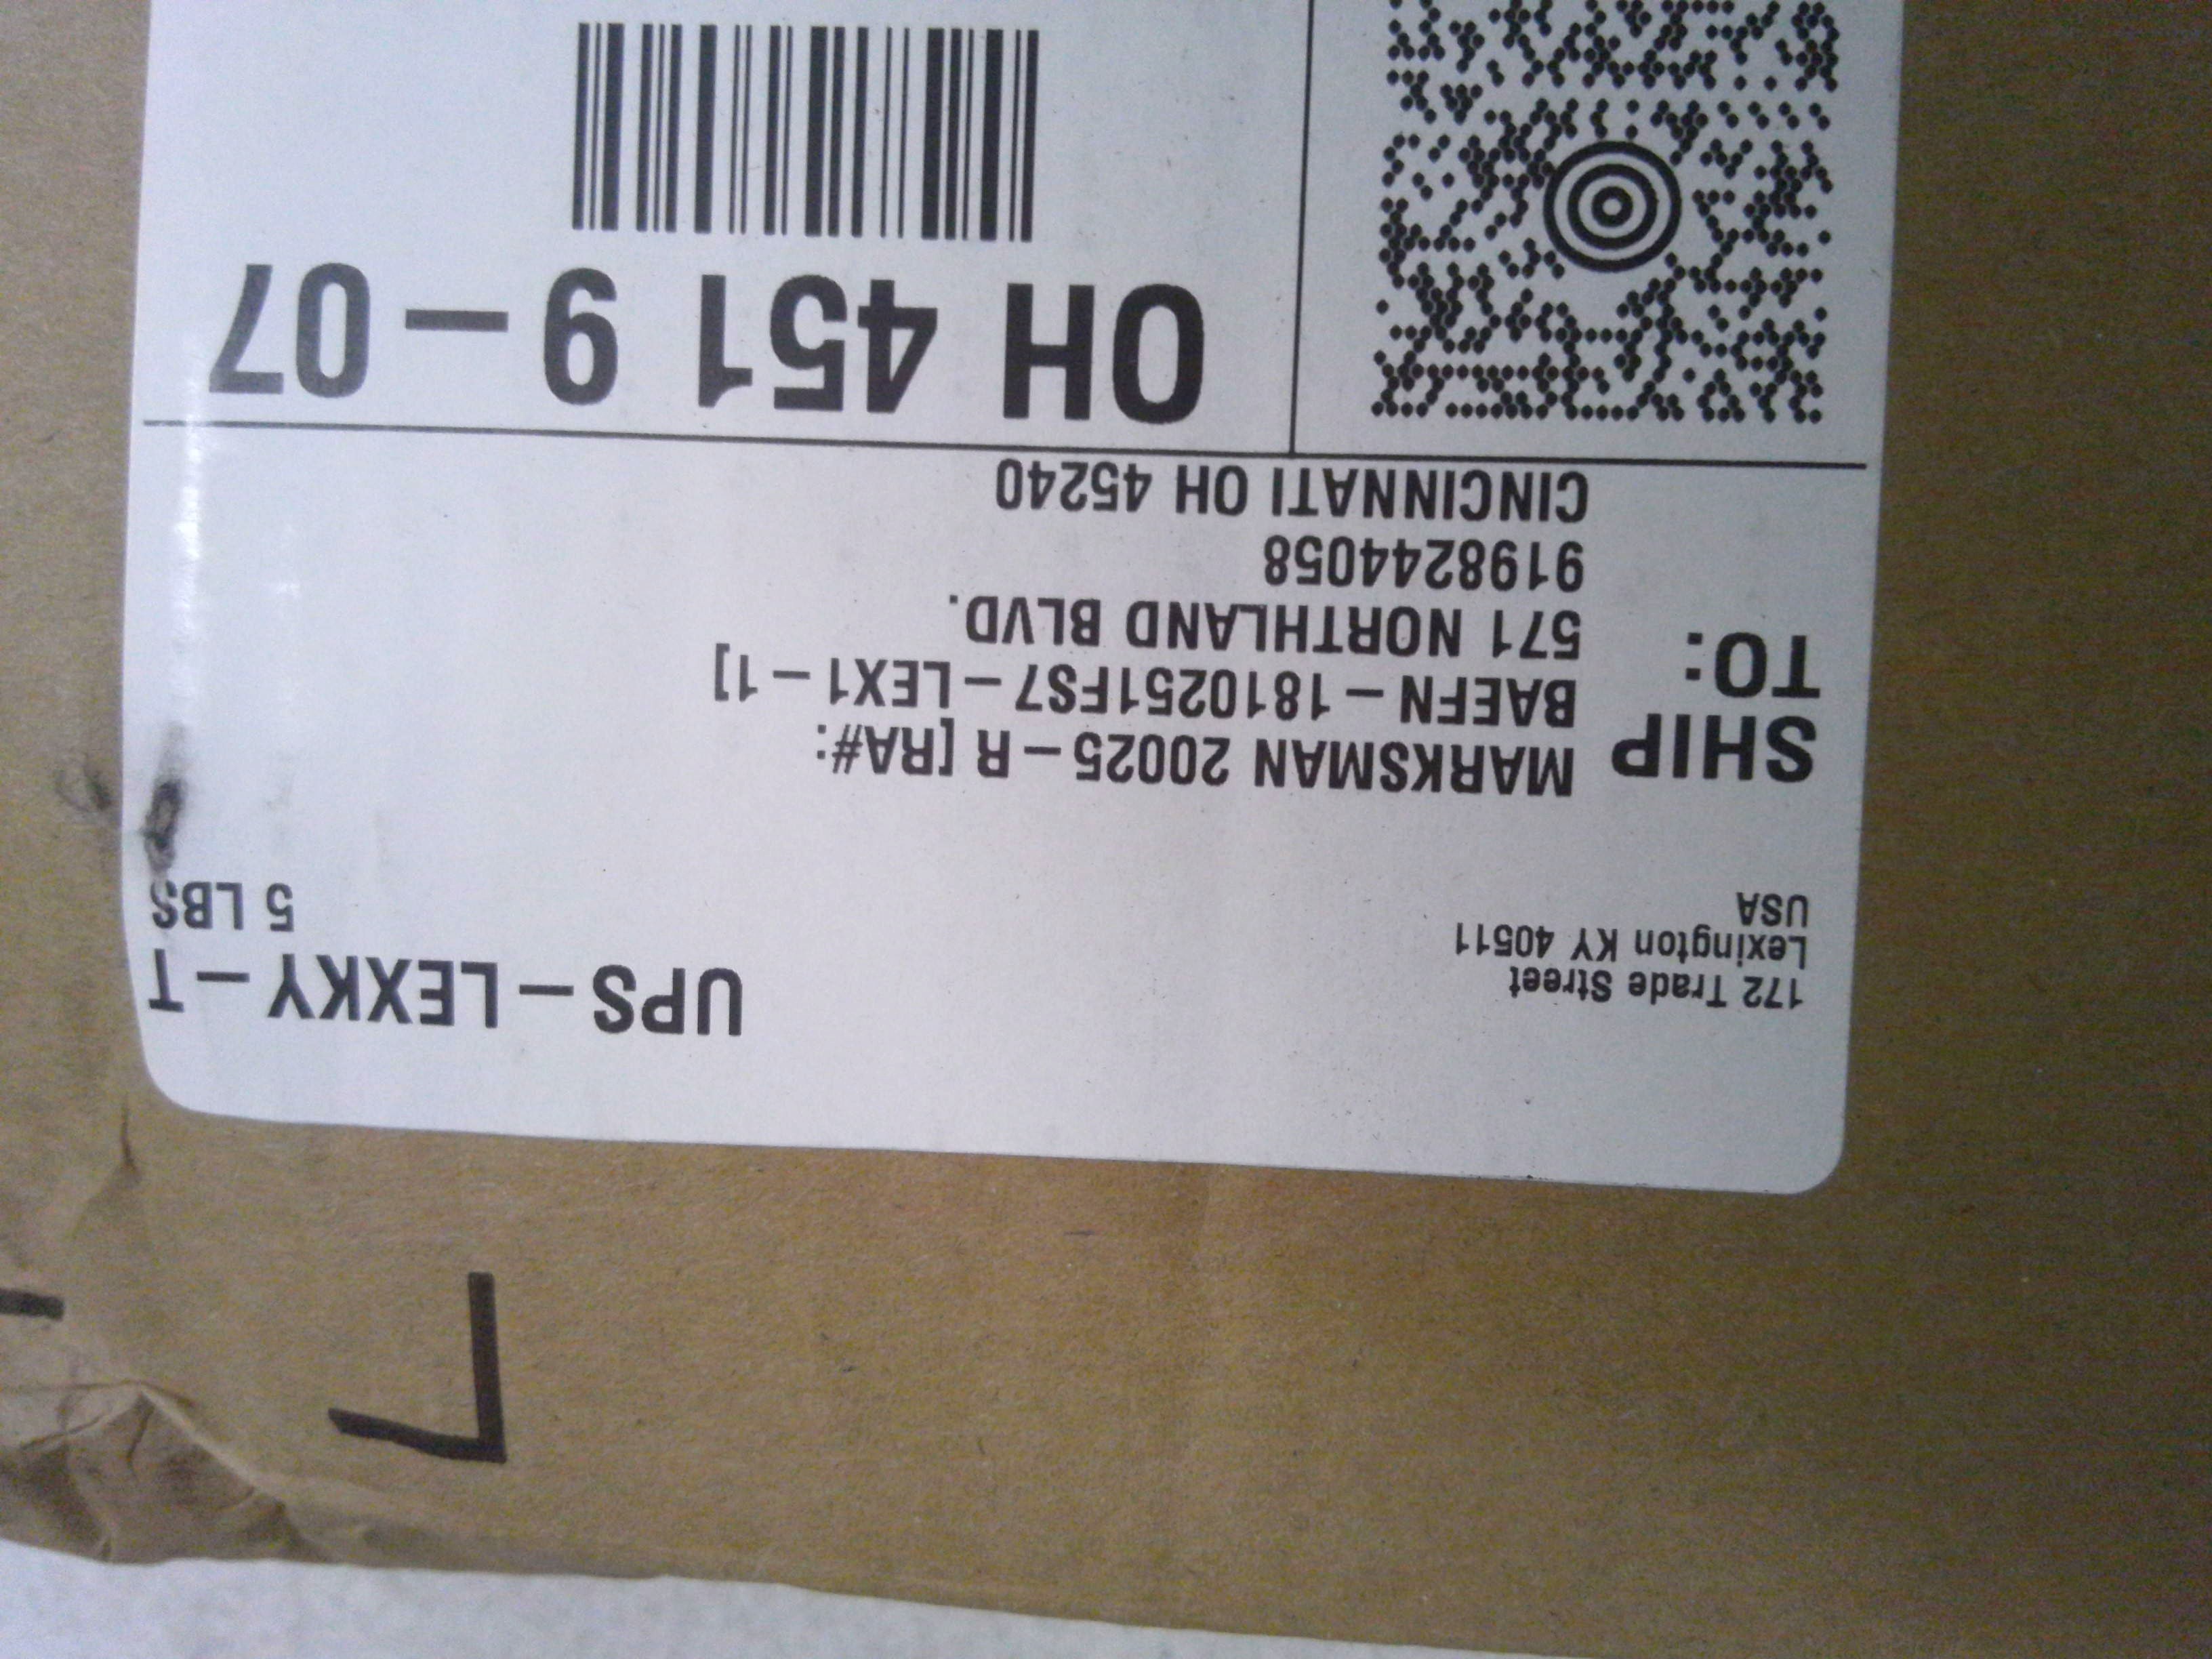 UPS - LEXKY - T
5 LBS
172 Trade Street
Lexington KY 40511
USA
SHIP TO:
MARKSMAN 20025 - R [RA#:
BAEFN - 1810251FS7 - LEX1 - 1]
571 NORTHLAND BLVD.
9198244058
CINCINNATI OH 45240
OH 451 9 - 07